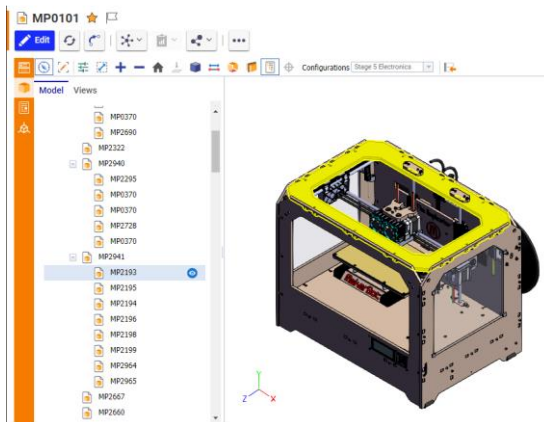 MP0101
Edit
Configurations Stage 5 Electronics
Model Views
MP0370
MP2690
MP2322
MP2940
MP2295
MP0370
MP0370
MP2728
MP0370
MP2941
MP2193
MP2195
MP2194
MP2196
MP2198
MP2199
MP2964
MP2965
MP2667
MP2660
Y
Z X